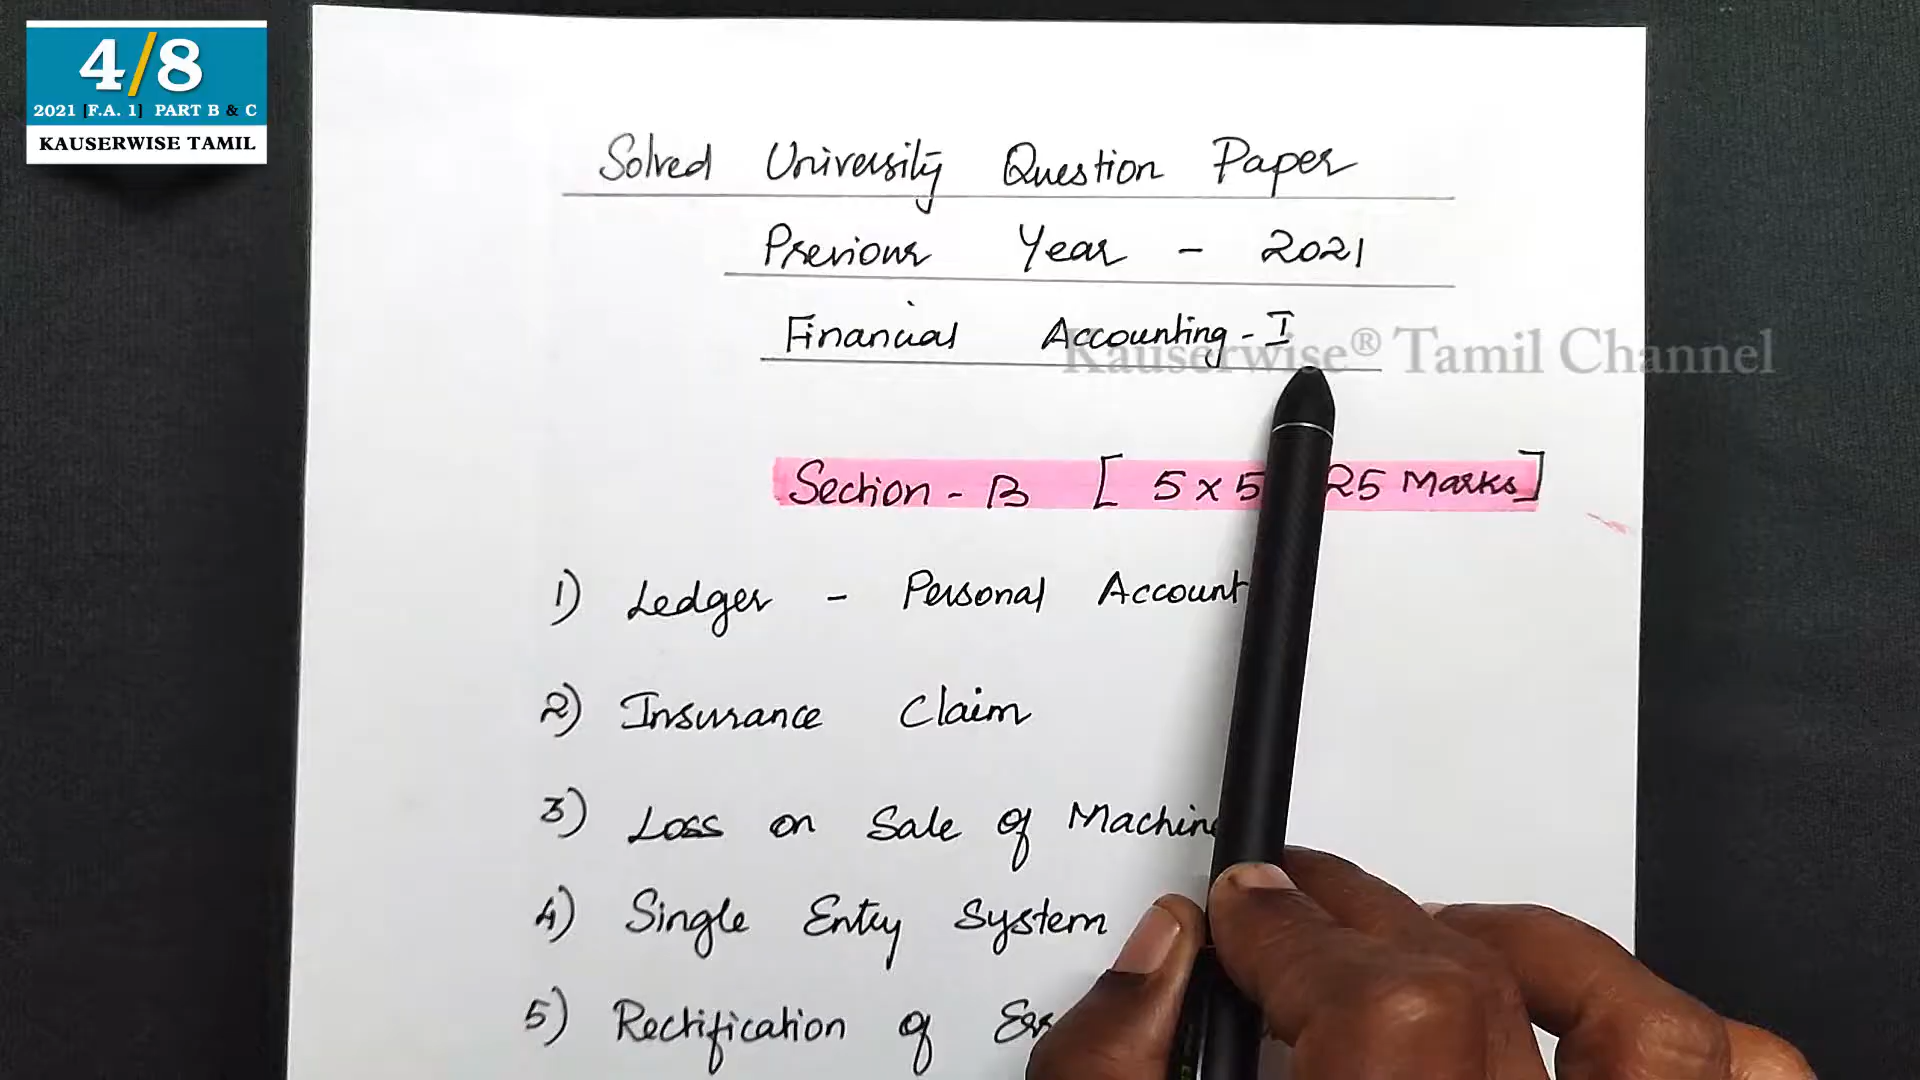 4/8
2021 [F.A. 1] PART B & C
KAUSERWISE TAMIL
Solved University Question Paper
Previous Year - 2021
Financial Accounting - I
Kauserwise® Tamil Channel
Section - B [ 5 x 5 25 Marks ]
1) Ledger - Personal Account
2) Insurance Claim
3) Loss on Sale of Machine
4) Single Entry System
5) Rectification of